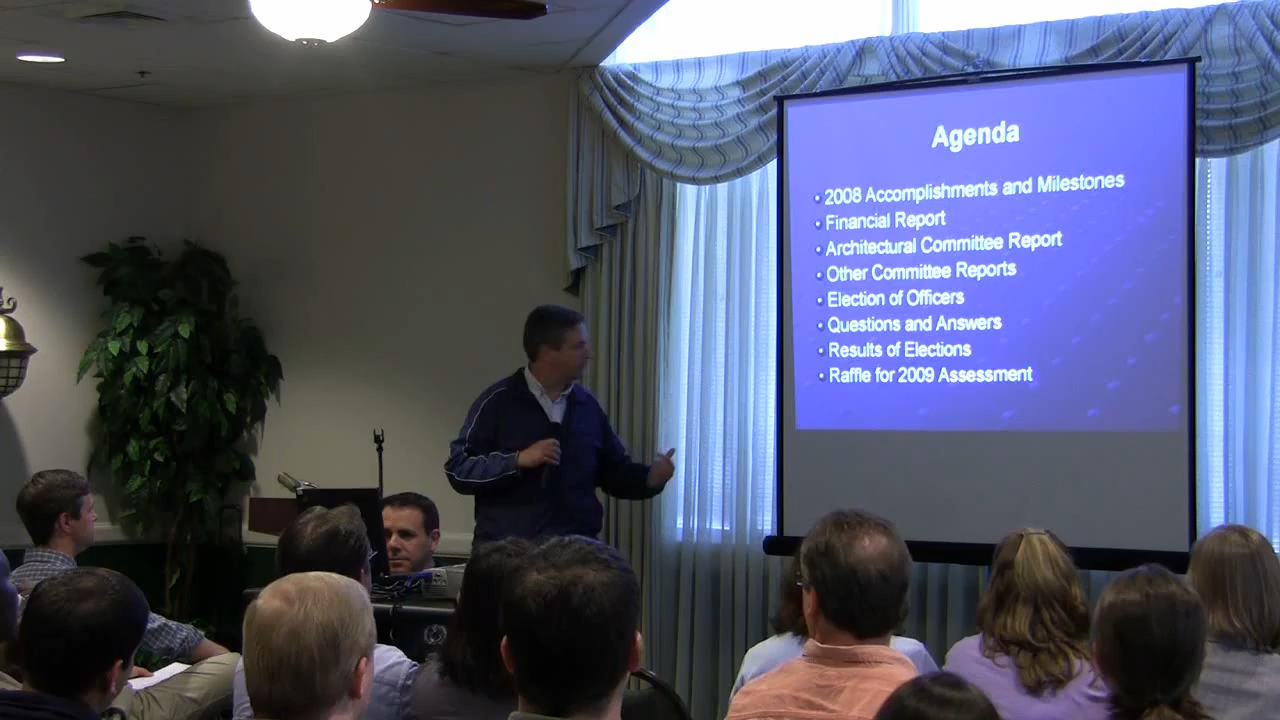 Agenda
2008 Accomplishments and Milestones
Financial Report
Architectural Committee Report
Other Committee Reports
Election of Officers
Questions and Answers
Results of Elections
Raffle for 2009 Assessment